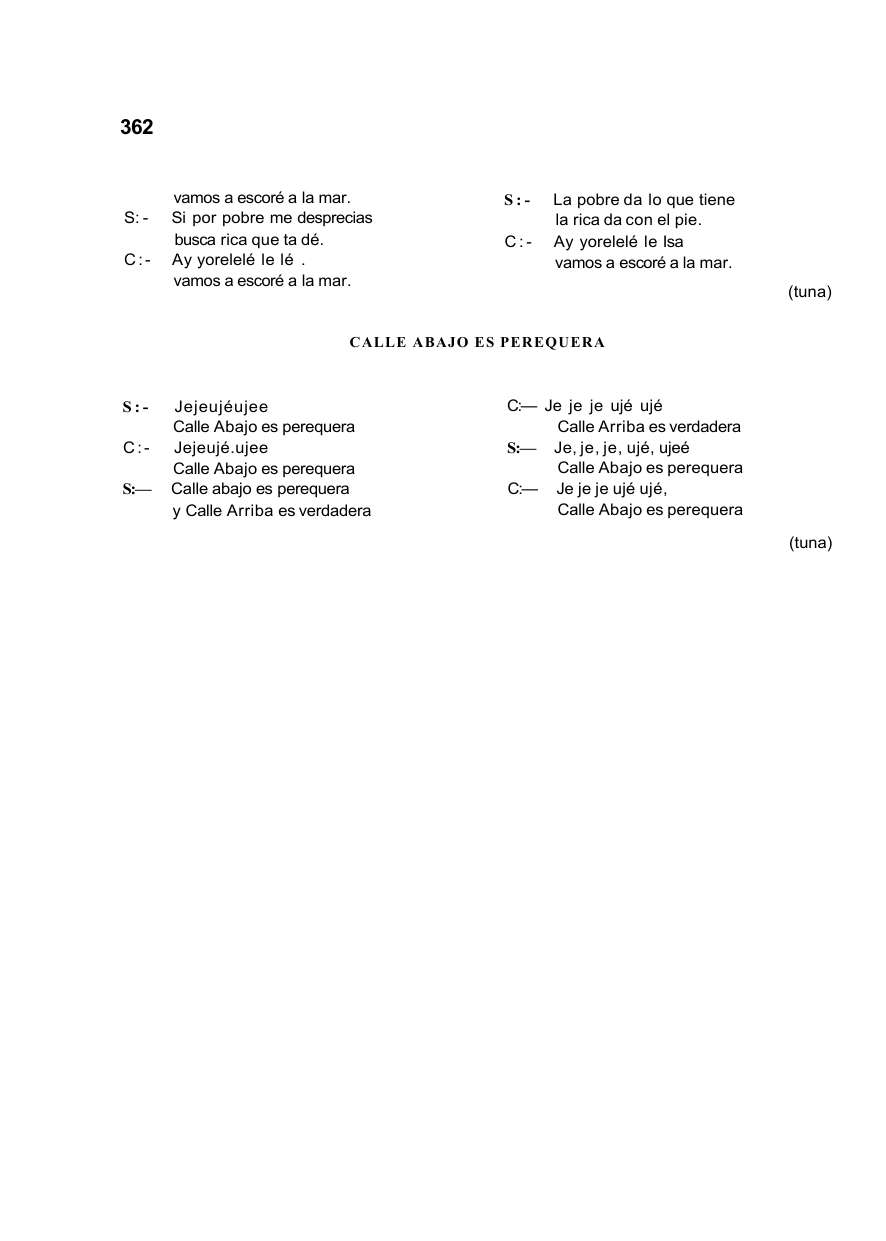 362
vamos a escoré a la mar.
S:- Si por pobre me desprecias
busca rica que ta dé.
C:- Ay yorelelé le lé .
vamos a escoré a la mar.
S:- La pobre da lo que tiene
la rica da con el pie.
C:- Ay yorelelé le Isa
vamos a escoré a la mar.
(tuna)
CALLE ABAJO ES PEREQUERA
S:- Jejeujéujee
Calle Abajo es perequera
C:- Jejeujé.ujee
Calle Abajo es perequera
S:— Calle abajo es perequera
y Calle Arriba es verdadera
C:— Je je je ujé ujé
Calle Arriba es verdadera
S:— Je, je, je, ujé, ujeé
Calle Abajo es perequera
C:— Je je je ujé ujé,
Calle Abajo es perequera
(tuna)